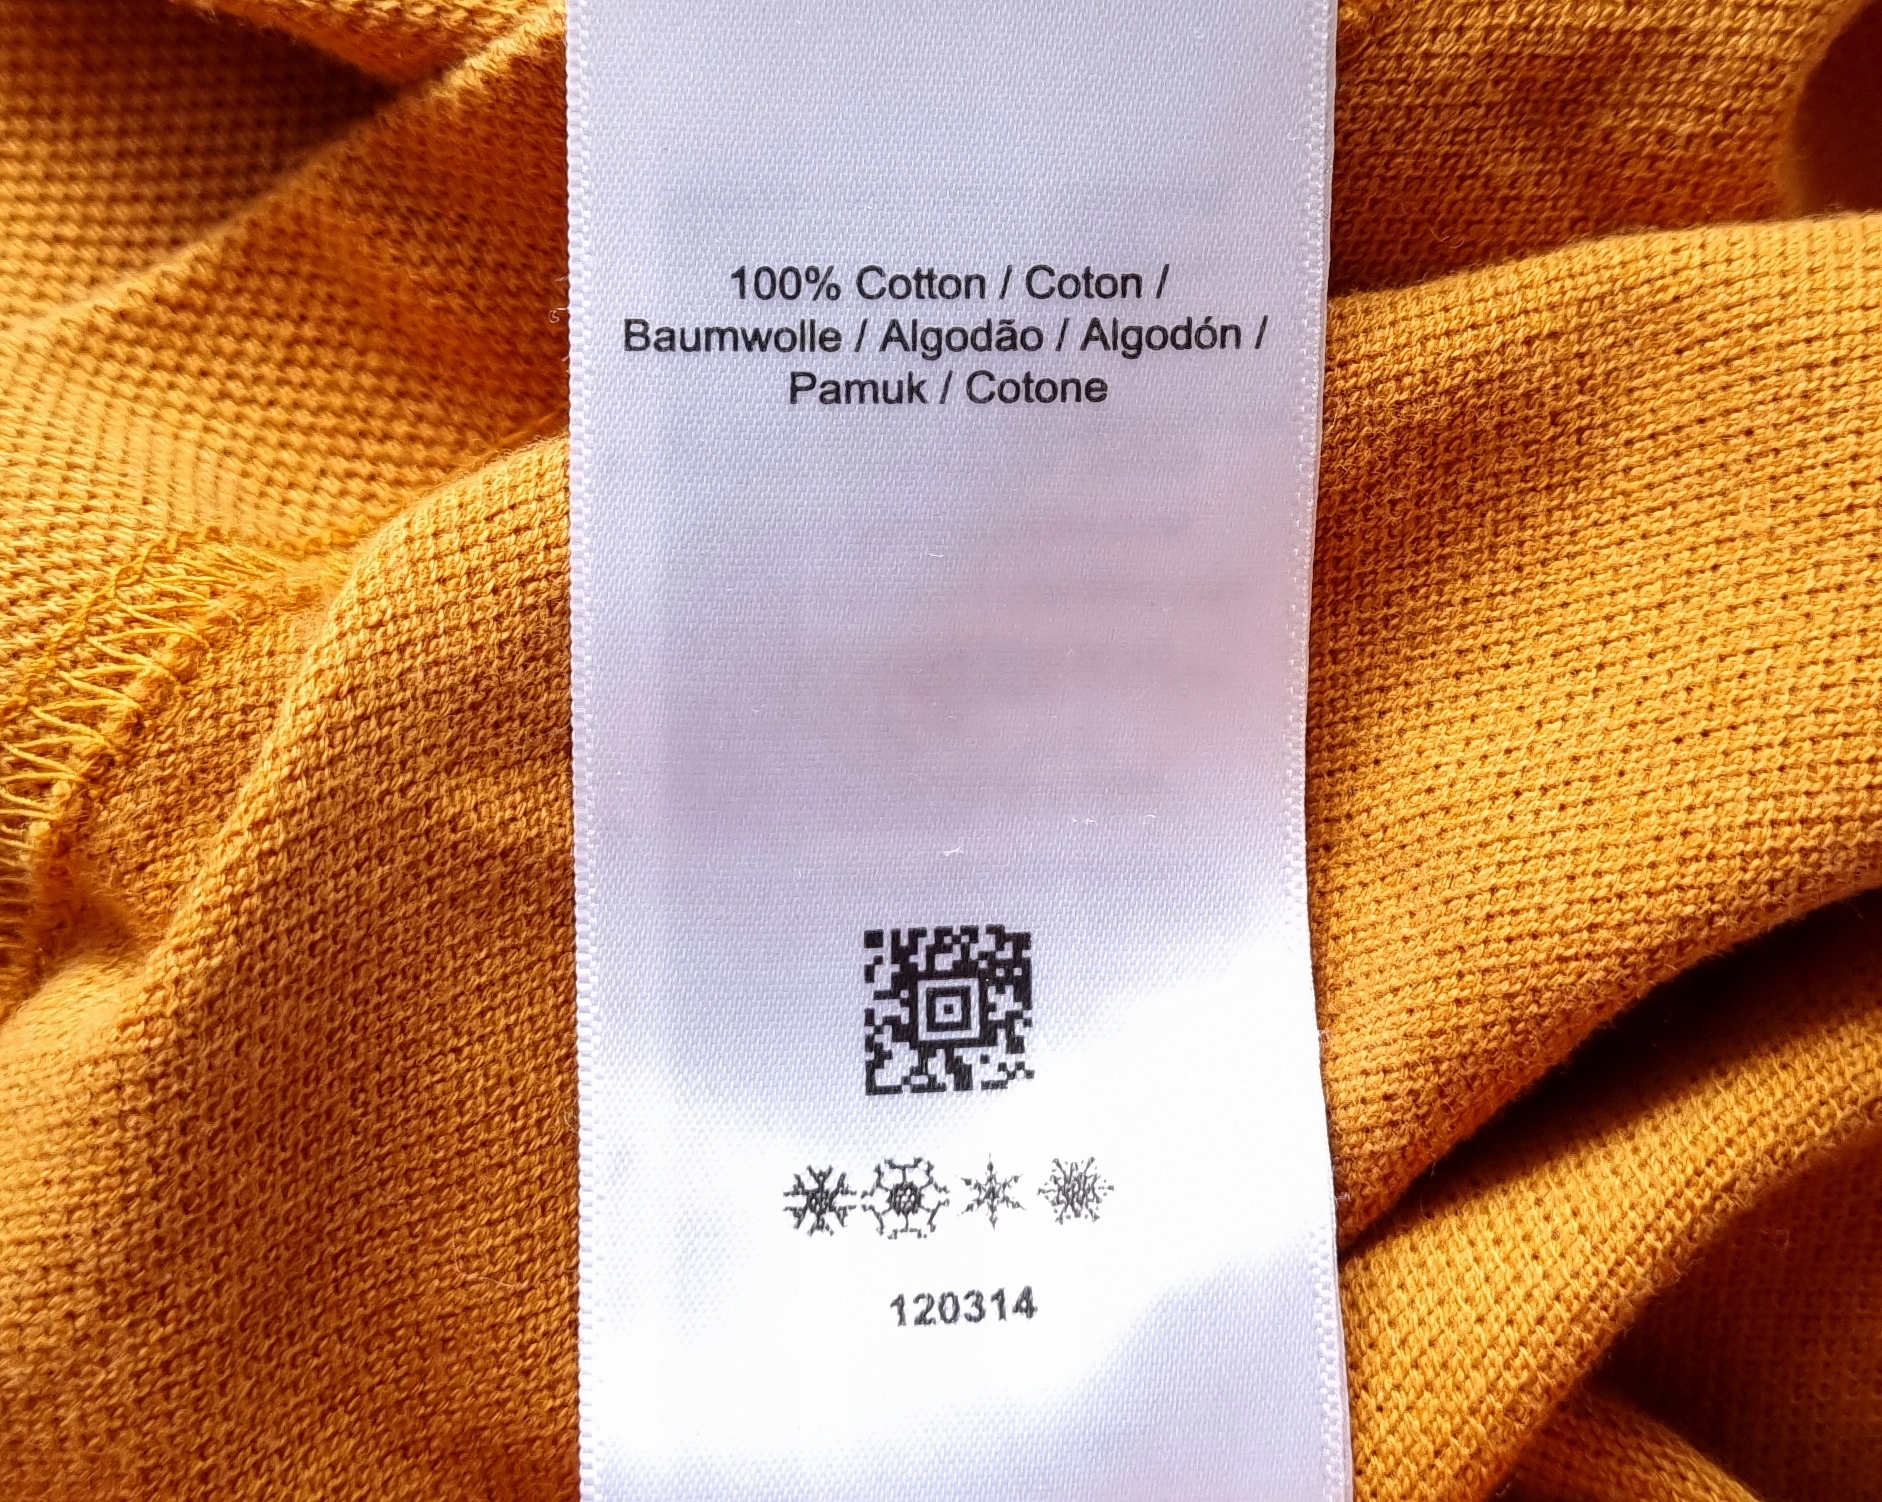 100% Cotton / Coton /
Baumwolle / Algodão / Algodón /
Pamuk / Cotone
120314